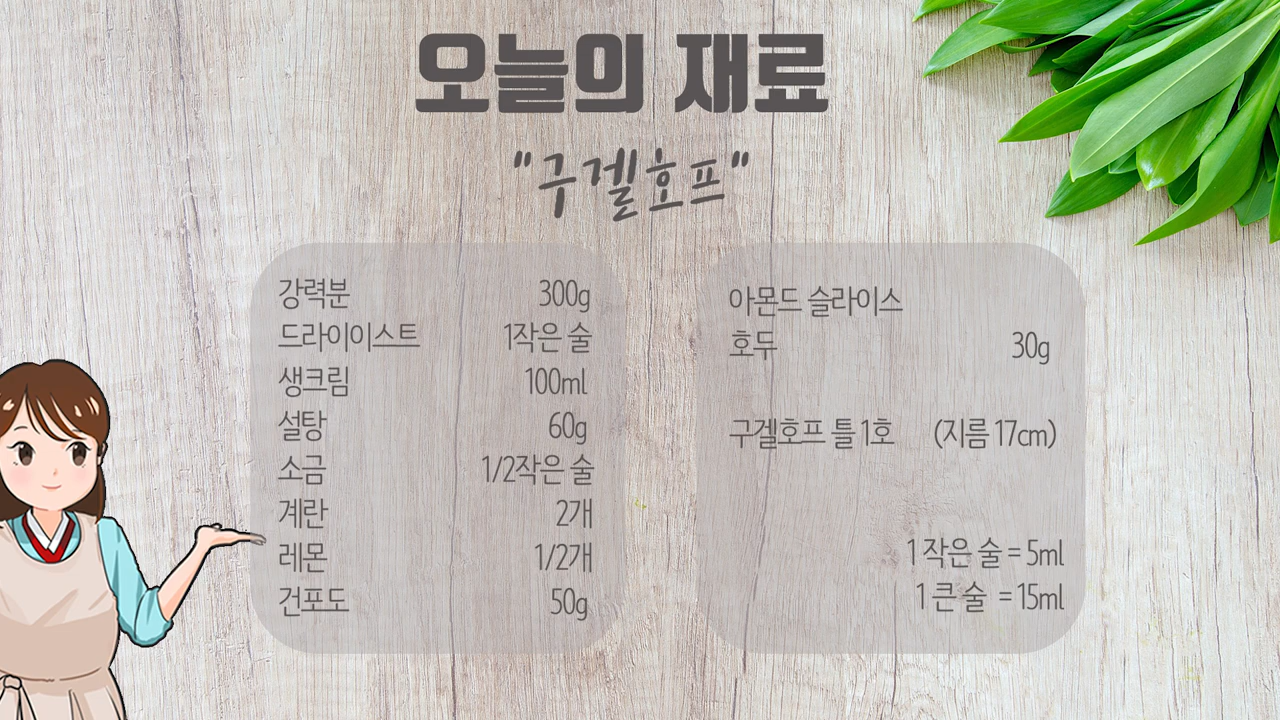 오늘의 재료
"구겔호프"
강력분 300g
드라이이스트 1작은 술
생크림 100ml
설탕 60g
소금 1/2작은 술
계란 2개
레몬 1/2개
건포도 50g
아몬드 슬라이스
호두 30g
구겔호프 틀 1호 (지름 17cm)
1 작은 술 = 5ml
1 큰 술 = 15ml